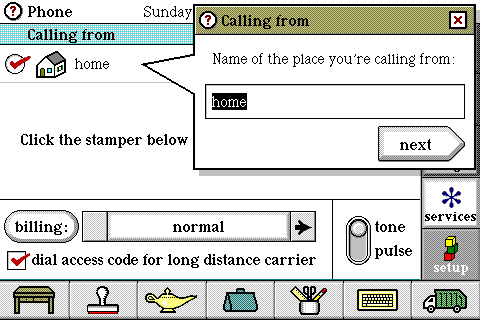 Phone
Sunday
Calling from
home
Calling from
Name of the place you're calling from:
home
next
Click the stamper below
billing:
normal
dial access code for long distance carrier
tone
pulse
services
setup